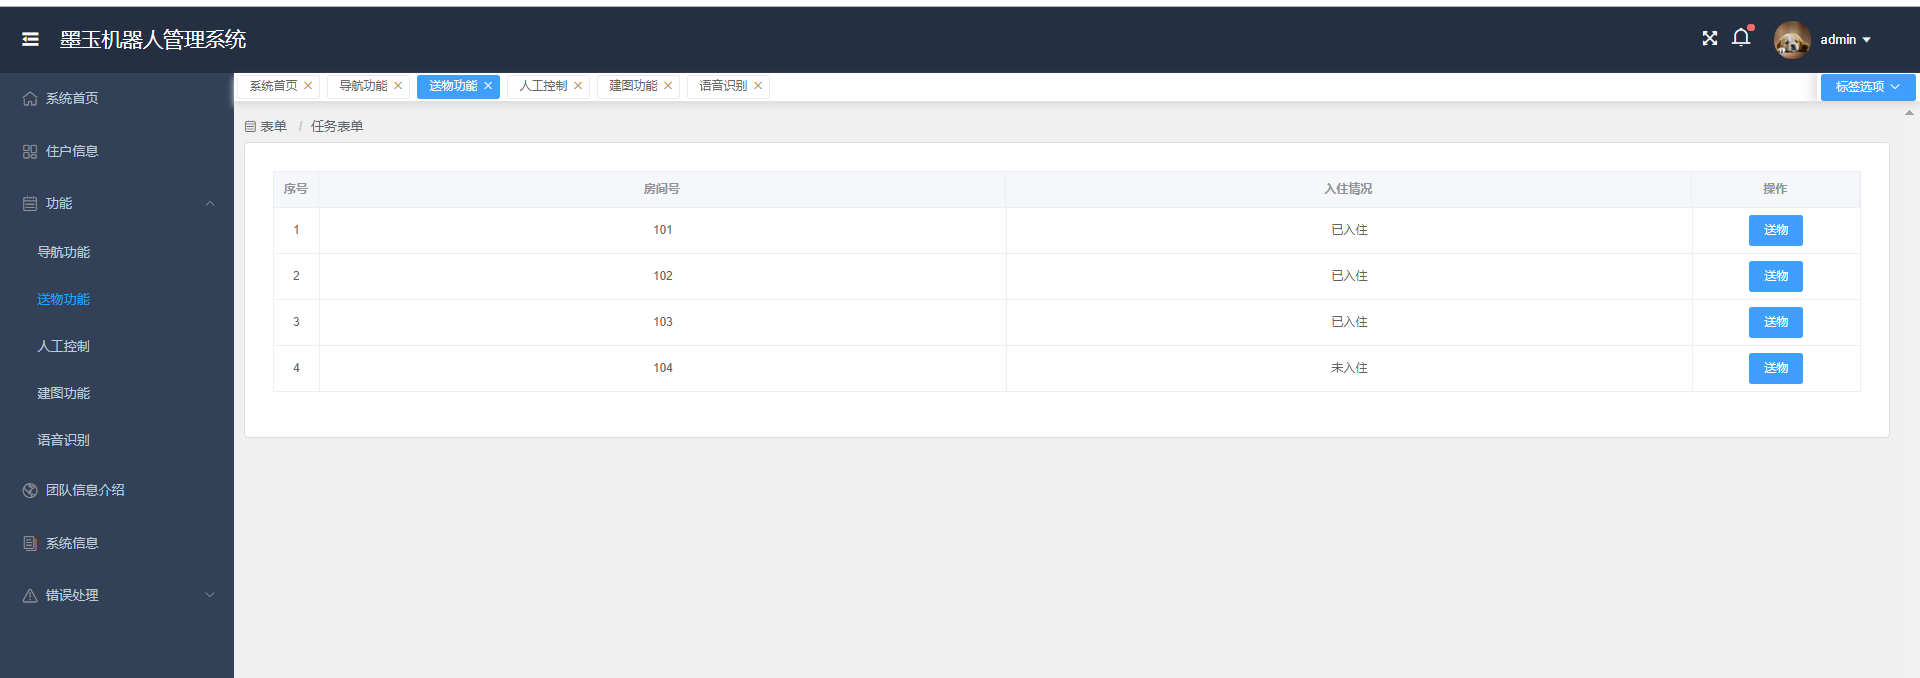 墨玉机器人管理系统
admin
系统首页
住户信息
功能
导航功能
送物功能
人工控制
建图功能
语音识别
团队信息介绍
系统信息
错误处理
系统首页 导航功能 送物功能 人工控制 建图功能 语音识别 标签选项
表单 / 任务表单
序号 房间号 入住情况 操作
1 101 已入住 送物
2 102 已入住 送物
3 103 已入住 送物
4 104 未入住 送物